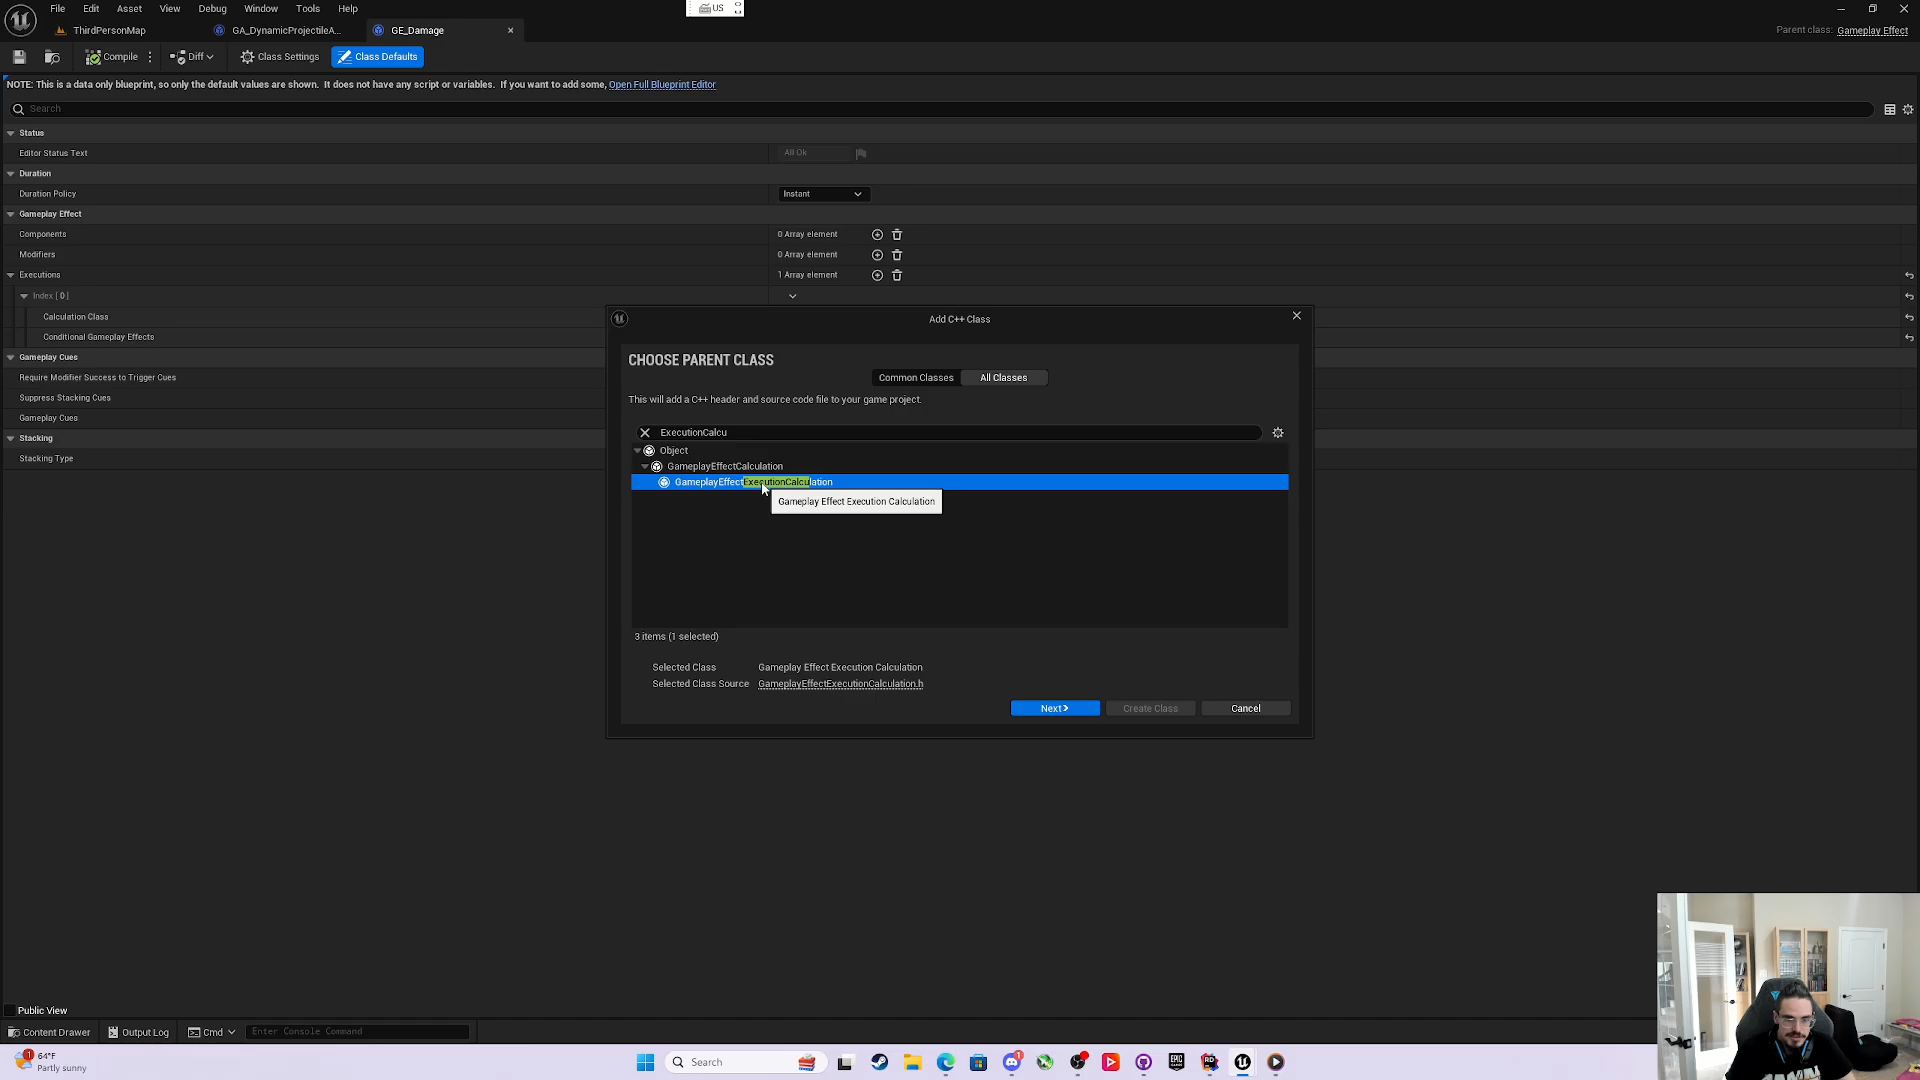 File Edit Asset View Debug Window Tools Help
US
ThirdPersonMap GA_DynamicProjectileA... GE_Damage
Parent class: Gameplay Effect
Compile Diff Class Settings Class Defaults
NOTE: This is a data only blueprint, so only the default values are shown. It does not have any script or variables. If you want to add some, Open Full Blueprint Editor
Search
Status
Editor Status Text All Ok
Duration
Duration Policy Instant
Gameplay Effect
Components 0 Array element
Modifiers 0 Array element
Executions 1 Array element
Index [ 0 ]
Calculation Class
Conditional Gameplay Effects
Gameplay Cues
Require Modifier Success to Trigger Cues
Suppress Stacking Cues
Gameplay Cues
Stacking
Stacking Type
Add C++ Class
CHOOSE PARENT CLASS
Common Classes All Classes
This will add a C++ header and source code file to your game project.
ExecutionCalcu
Object
GameplayEffectCalculation
GameplayEffectExecutionCalculation
Gameplay Effect Execution Calculation
3 items (1 selected)
Selected Class Gameplay Effect Execution Calculation
Selected Class Source GameplayEffectExecutionCalculation.h
Next Create Class Cancel
Public View
Content Drawer Output Log Cmd Enter Console Command
1 64°F
Partly sunny
Search